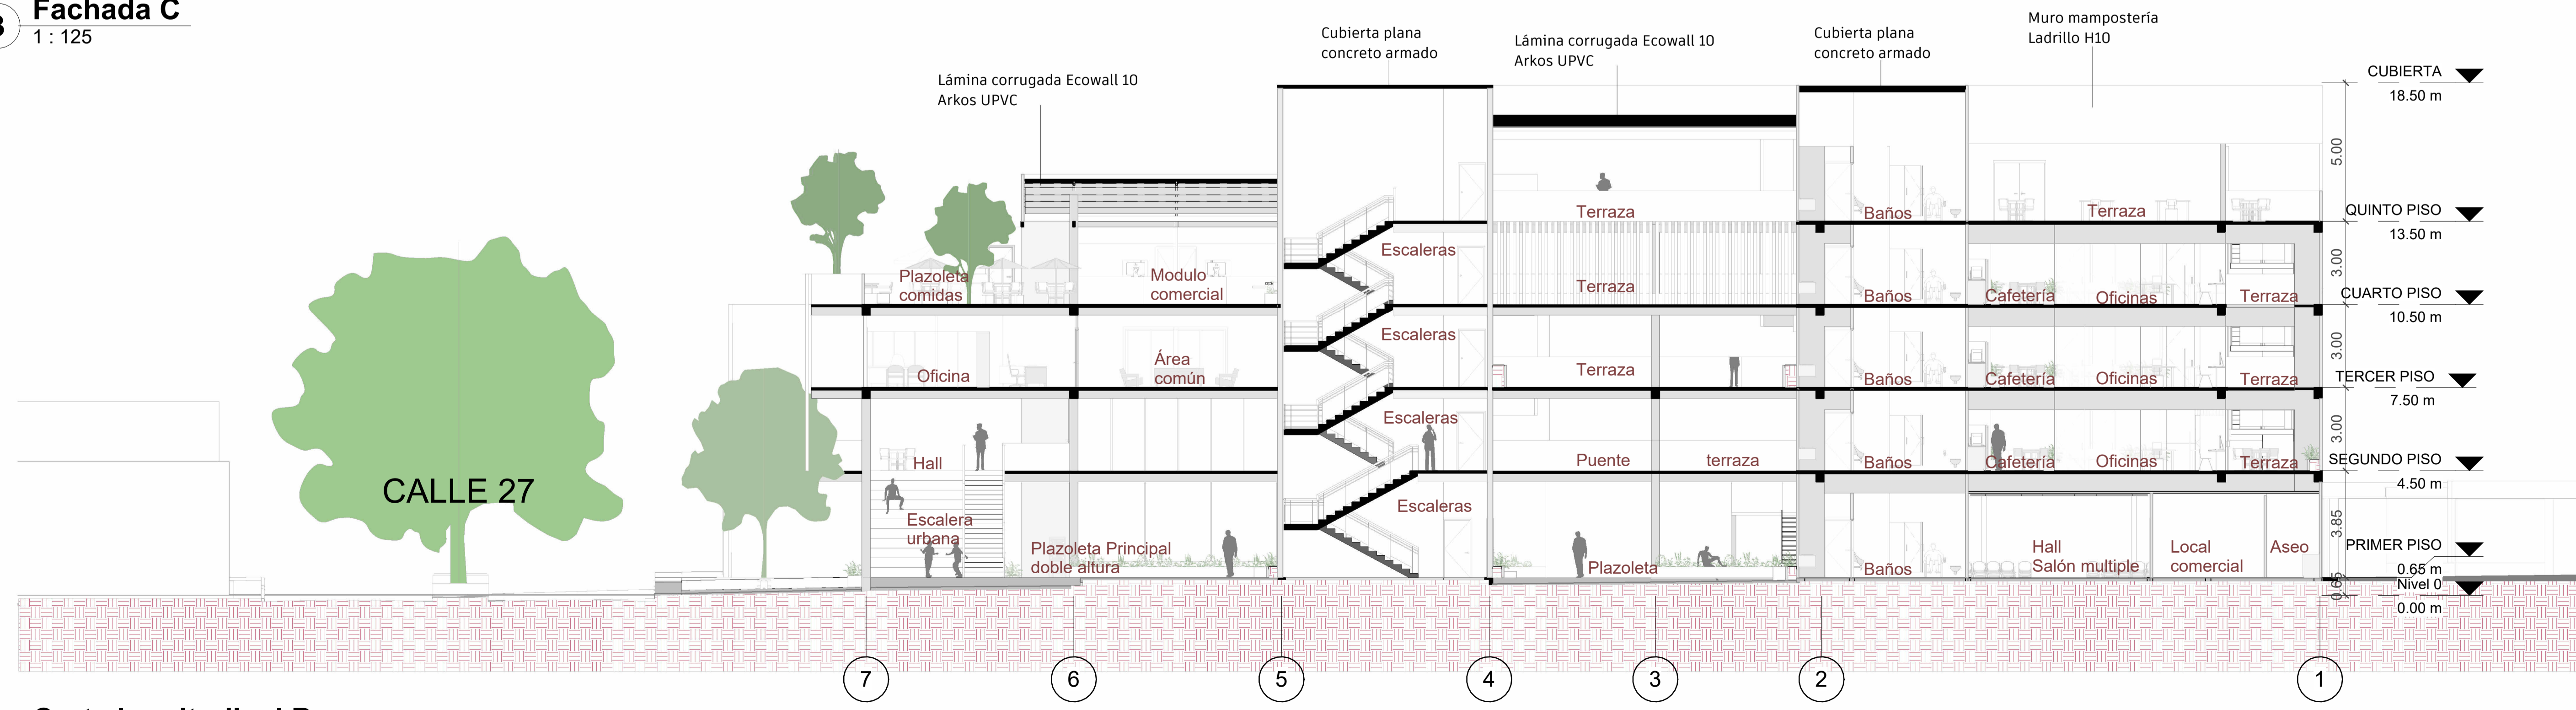 Fachada C
1 : 125
Lámina corrugada Ecowall 10
Arkos UPVC
Cubierta plana
concreto armado
Lámina corrugada Ecowall 10
Arkos UPVC
Cubierta plana
concreto armado
Muro mampostería
Ladrillo H10
CUBIERTA
18.50 m
5.00
Terraza
Baños
Terraza
QUINTO PISO
13.50 m
Escaleras
3.00
Plazoleta
comidas
Modulo
comercial
Terraza
Baños
Cafetería
Oficinas
Terraza
CUARTO PISO
10.50 m
Escaleras
3.00
Oficina
Área
común
Terraza
Baños
Cafetería
Oficinas
Terraza
TERCER PISO
7.50 m
Escaleras
3.00
Hall
Puente
terraza
Baños
Cafetería
Oficinas
Terraza
SEGUNDO PISO
4.50 m
CALLE 27
Escaleras
3.85
Escalera
urbana
Plazoleta Principal
doble altura
Plazoleta
Baños
Hall
Salón multiple
Local
comercial
Aseo
PRIMER PISO
0.65 m
0.65
Nivel 0
0.00 m
7
6
5
4
3
2
1